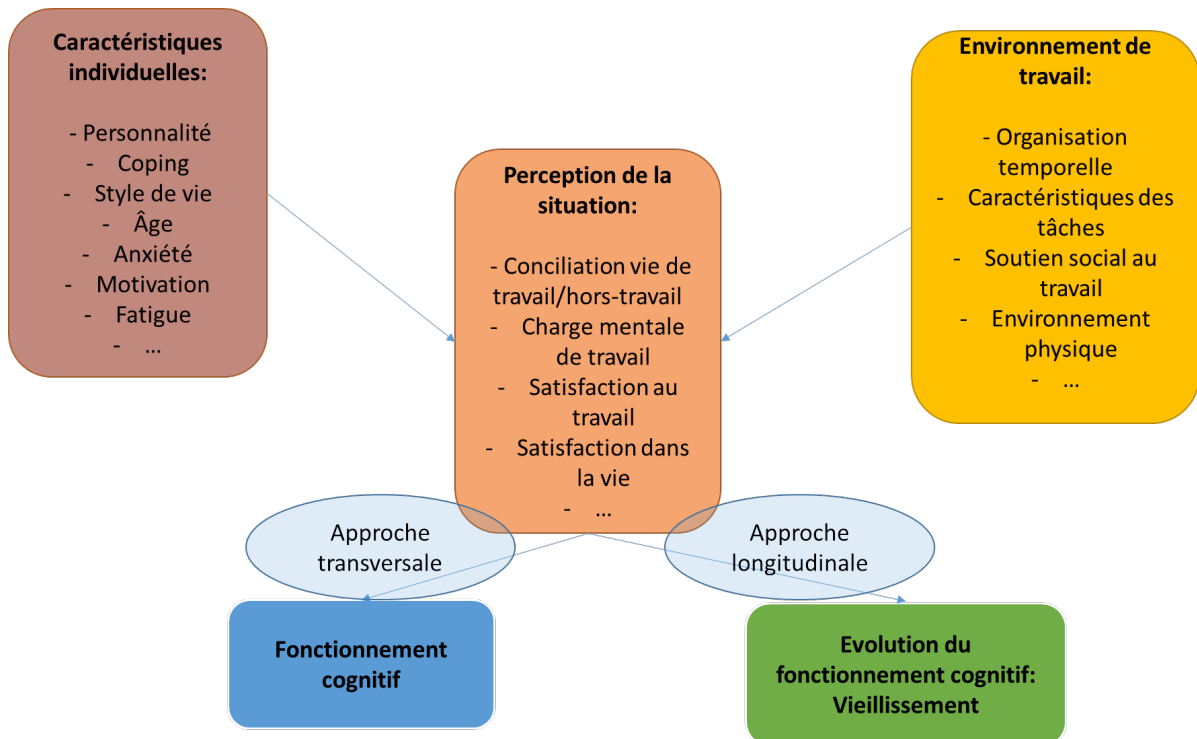 Caractéristiques
individuelles:
- Personnalité
- Coping
- Style de vie
- Âge
- Anxiété
- Motivation
- Fatigue
- ...
Perception de la
situation:
- Conciliation vie de
travail/hors-travail
- Charge mentale
de travail
- Satisfaction au
travail
- Satisfaction dans
la vie
- ...
Environnement de
travail:
- Organisation
temporelle
- Caractéristiques des
tâches
- Soutien social au
travail
- Environnement
physique
- ...
Approche
transversale
Approche
longitudinale
Fonctionnement
cognitif
Evolution du
fonctionnement cognitif:
Vieillissement